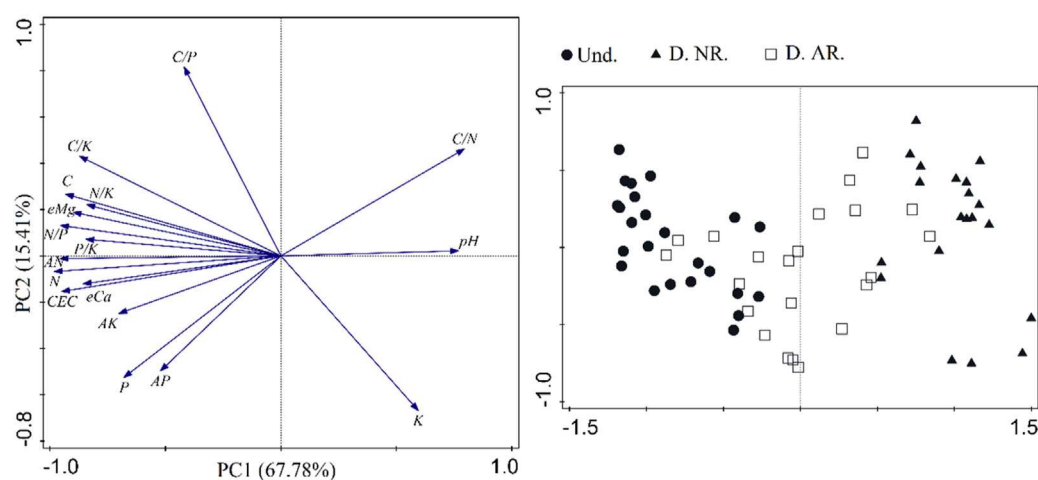 1.0
C/P
C/N
C/K
C
N/K
eMg
N/P
P/K
pH
AN
N
eCa
CEC
AK
P
AP
K
PC2 (15.41%)
-0.8
-1.0
PC1 (67.78%)
1.0
Und. D. NR. D. AR.
1.0
-1.0
-1.5
1.5